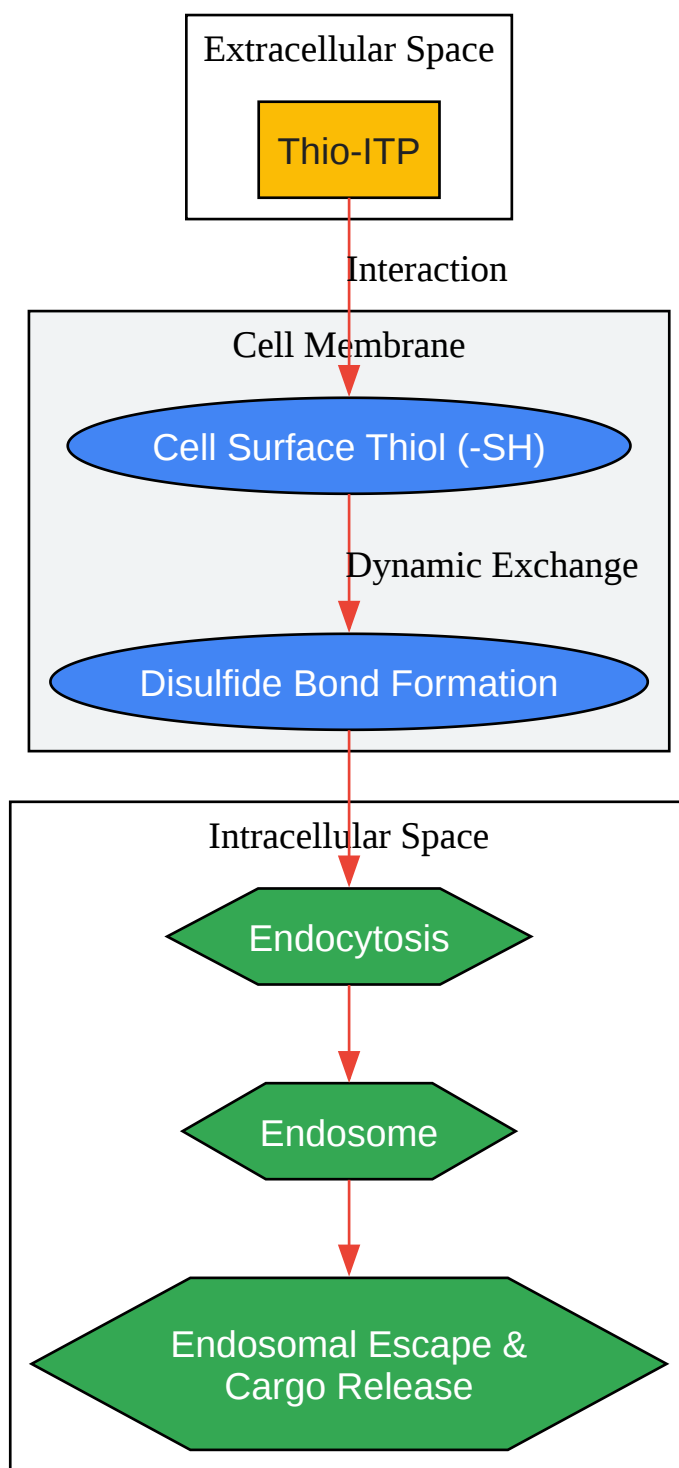 Extracellular Space
Thio-ITP
Interaction
Cell Membrane
Cell Surface Thiol (-SH)
Dynamic Exchange
Disulfide Bond Formation
Intracellular Space
Endocytosis
Endosome
Endosomal Escape &
Cargo Release